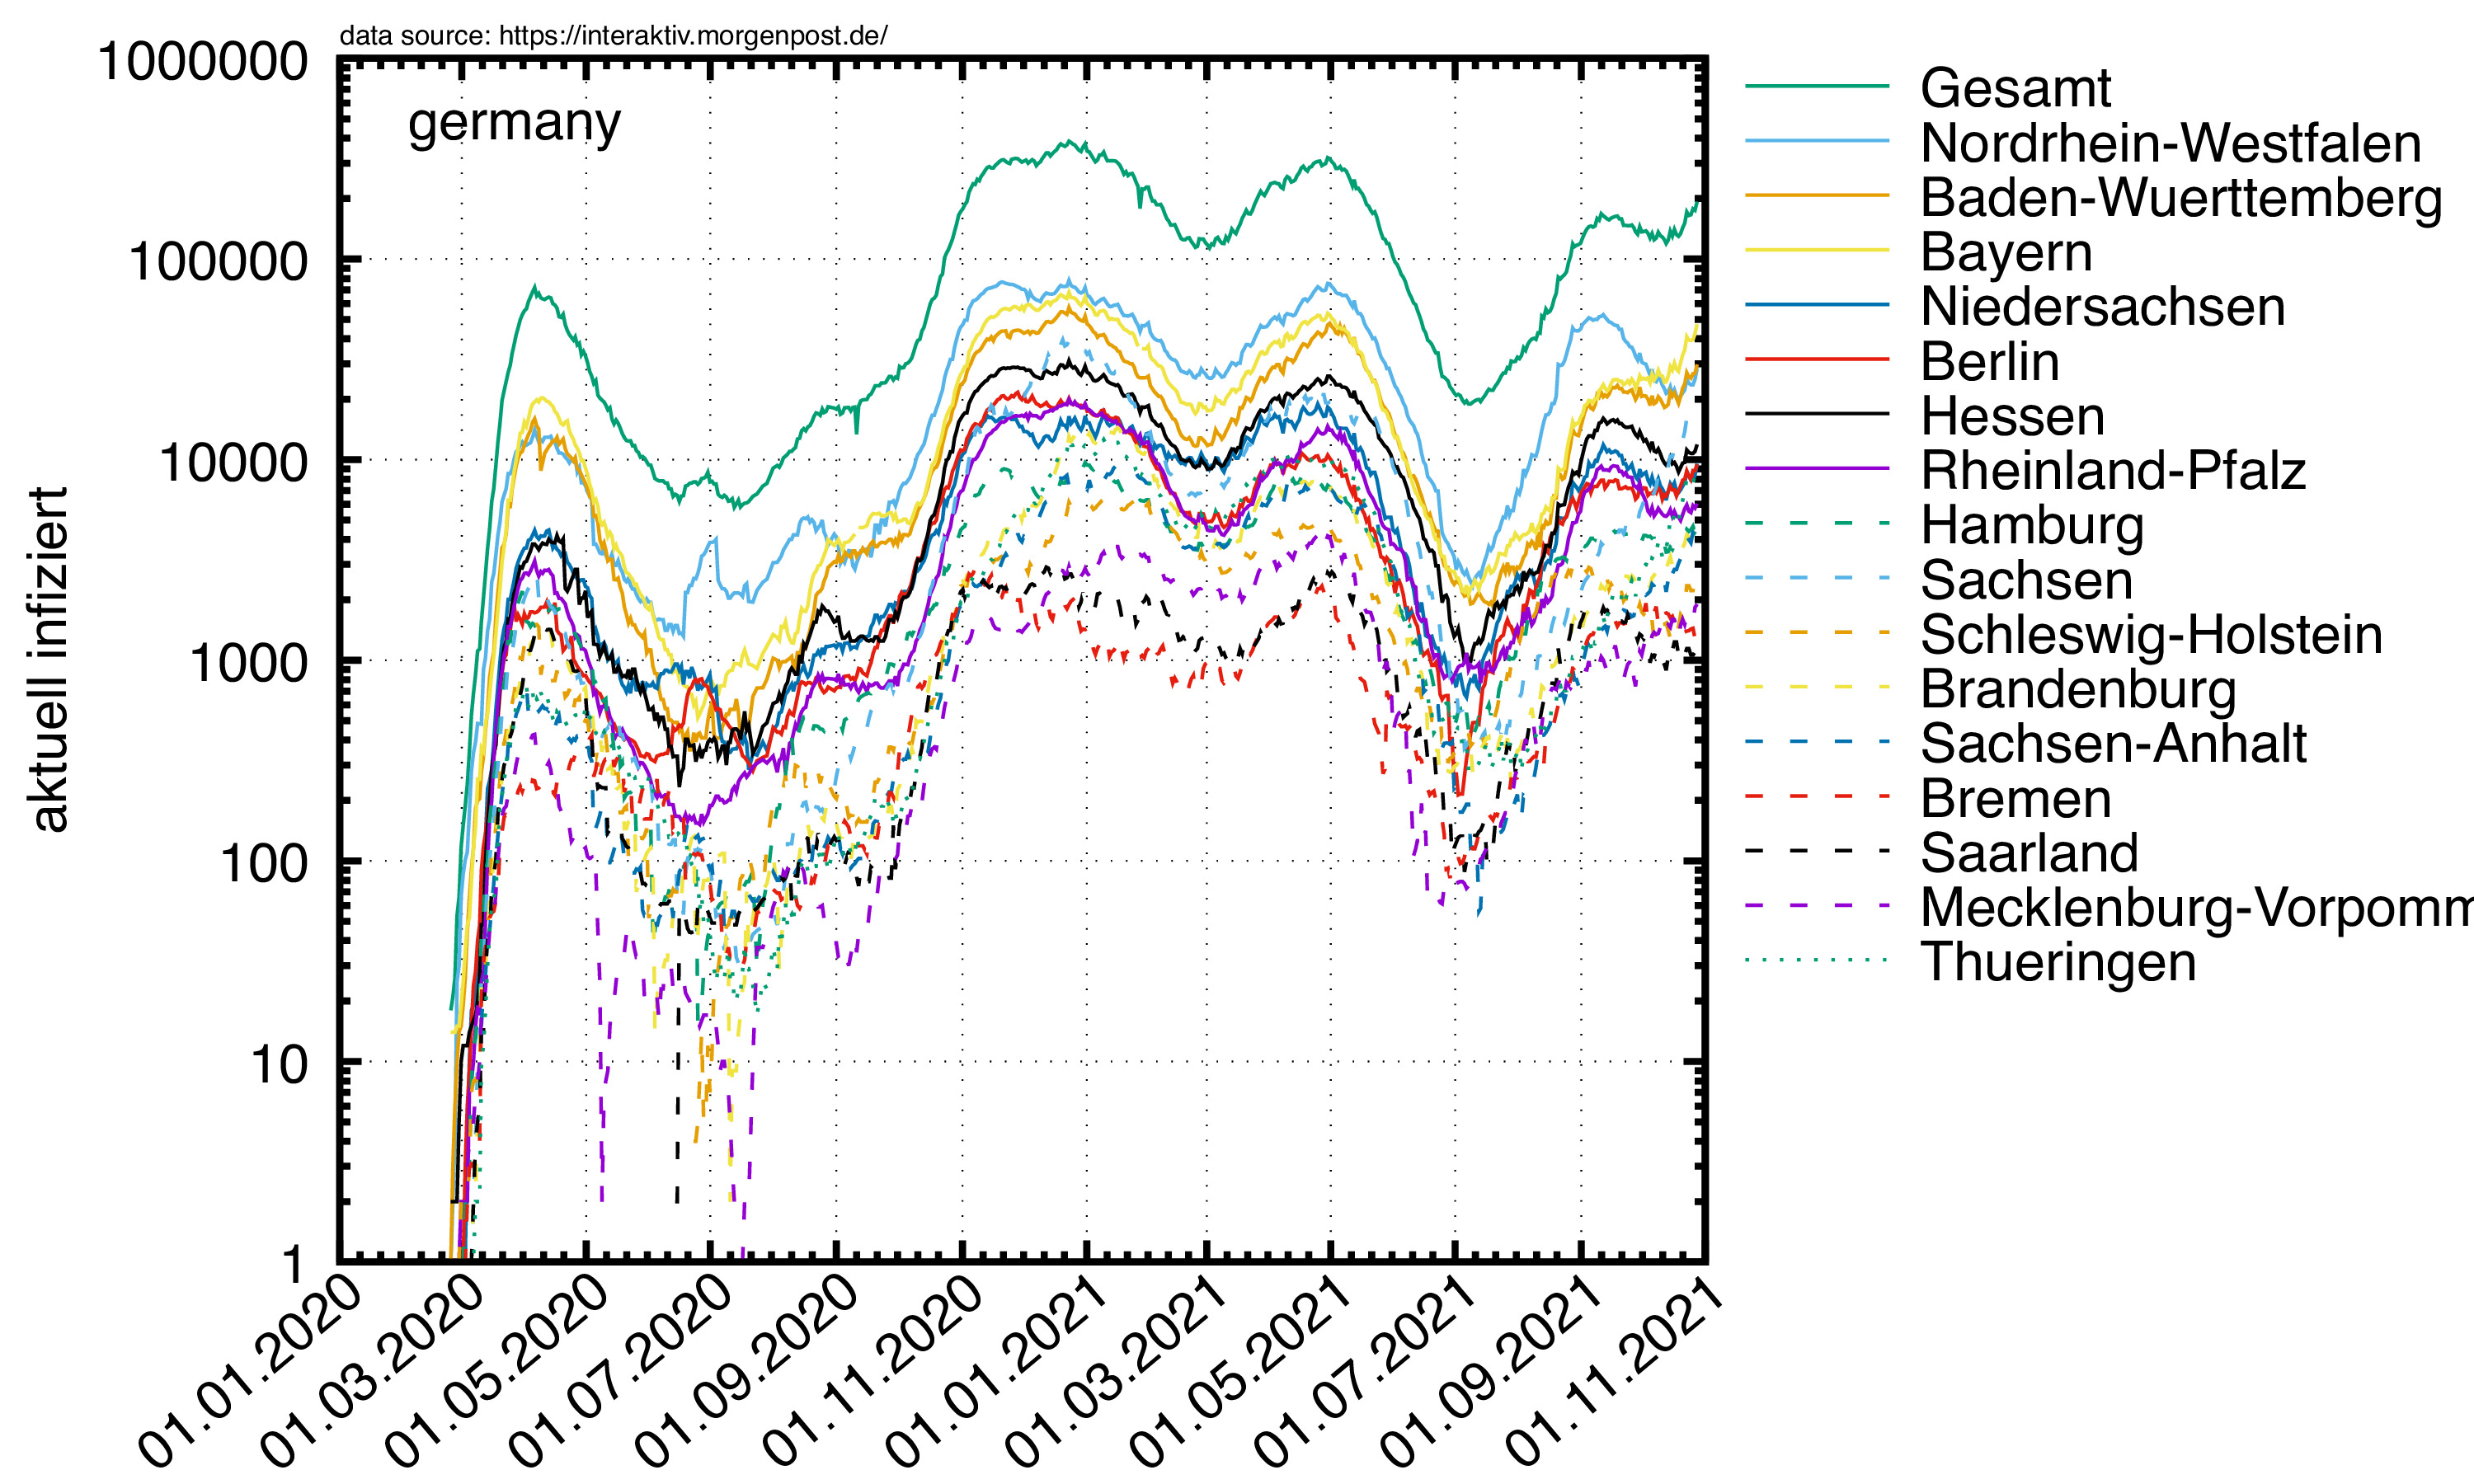 data source: https://interaktiv.morgenpost.de/
germany
aktuell infiziert
1000000
100000
10000
1000
100
10
1
01.01.2020
01.03.2020
01.05.2020
01.07.2020
01.09.2020
01.11.2020
01.01.2021
01.03.2021
01.05.2021
01.07.2021
01.09.2021
01.11.2021
Gesamt
Nordrhein-Westfalen
Baden-Wuerttemberg
Bayern
Niedersachsen
Berlin
Hessen
Rheinland-Pfalz
Hamburg
Sachsen
Schleswig-Holstein
Brandenburg
Sachsen-Anhalt
Bremen
Saarland
Mecklenburg-Vorpomm
Thueringen